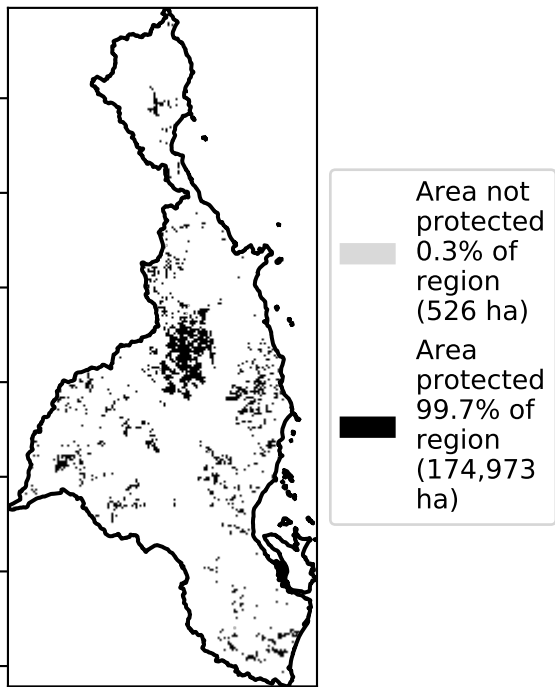 Area not
protected
0.3% of
region
(526 ha)
Area
protected
99.7% of
region
(174,973
ha)